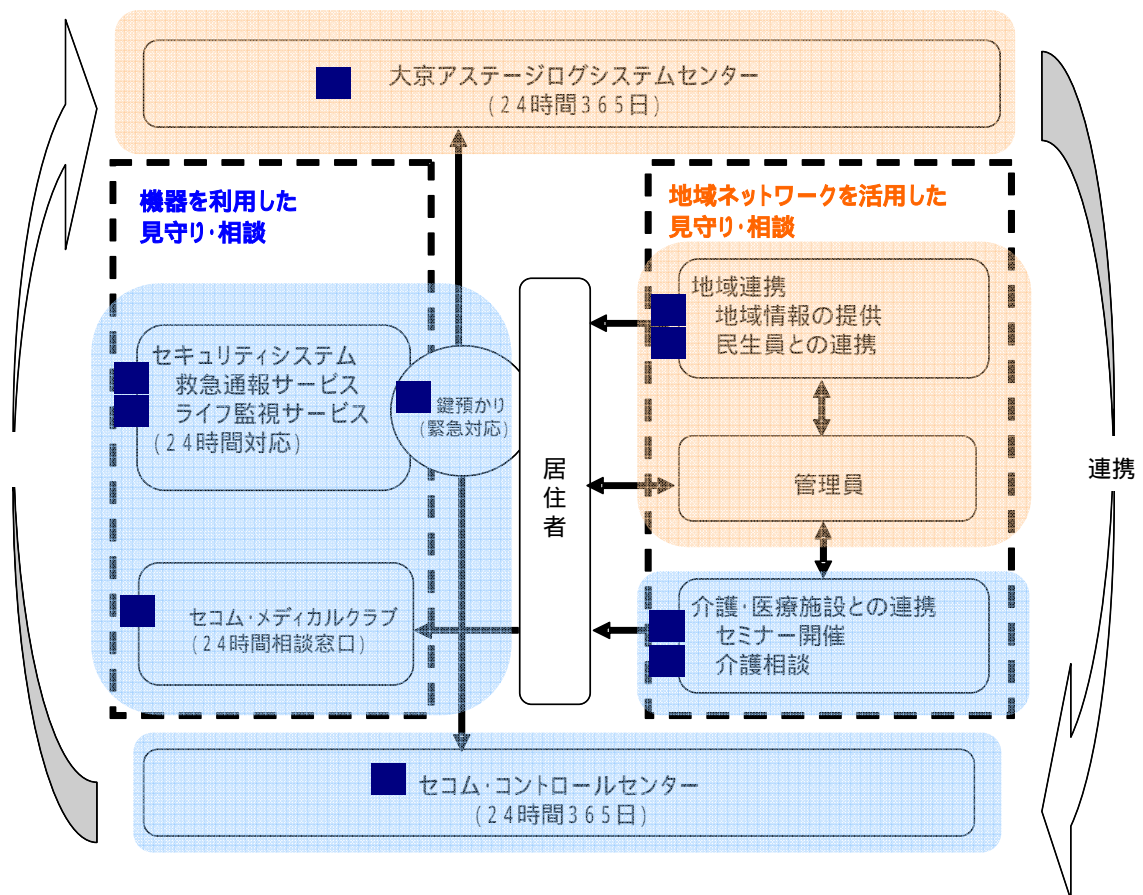 大京アステージログシステムセンター
(24時間365日)
機器を利用した
見守り・相談
地域ネットワークを活用した
見守り・相談
地域連携
地域情報の提供
民生員との連携
セキュリティシステム
救急通報サービス
ライフ監視サービス
(24時間対応)
鍵預かり
(緊急対応)
居住者
管理員
連携
セコム・メディカルクラブ
(24時間相談窓口)
介護・医療施設との連携
セミナー開催
介護相談
セコム・コントロールセンター
(24時間365日)